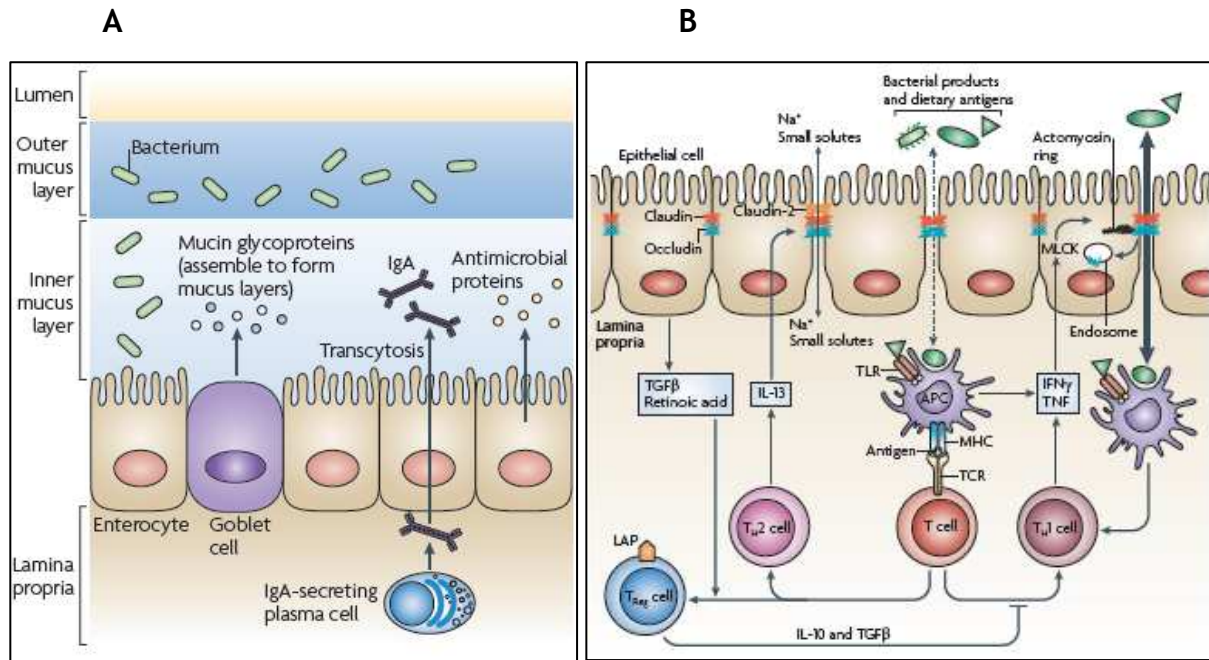 A
B
Lumen
Outer
mucus
layer
Bacterium
Inner
mucus
layer
Mucin glycoproteins
(assemble to form
mucus layers)
IgA
Antimicrobial
proteins
Transcytosis
Enterocyte
Goblet
cell
Lamina
propria
IgA-secreting
plasma cell
Bacterial products
and dietary antigens
Na⁺
Small solutes
Actomyosin
ring
Epithelial cell
Claudin
Claudin-2
Occludin
MLCK
Lamina
propria
Na⁺
Small solutes
Endosome
TLR
TGFβ
Retinoic acid
IL-13
APC
IFNγ
TNF
MHC
Antigen
TCR
TH2 cell
T cell
TH1 cell
LAP
TReg cell
IL-10 and TGFβ